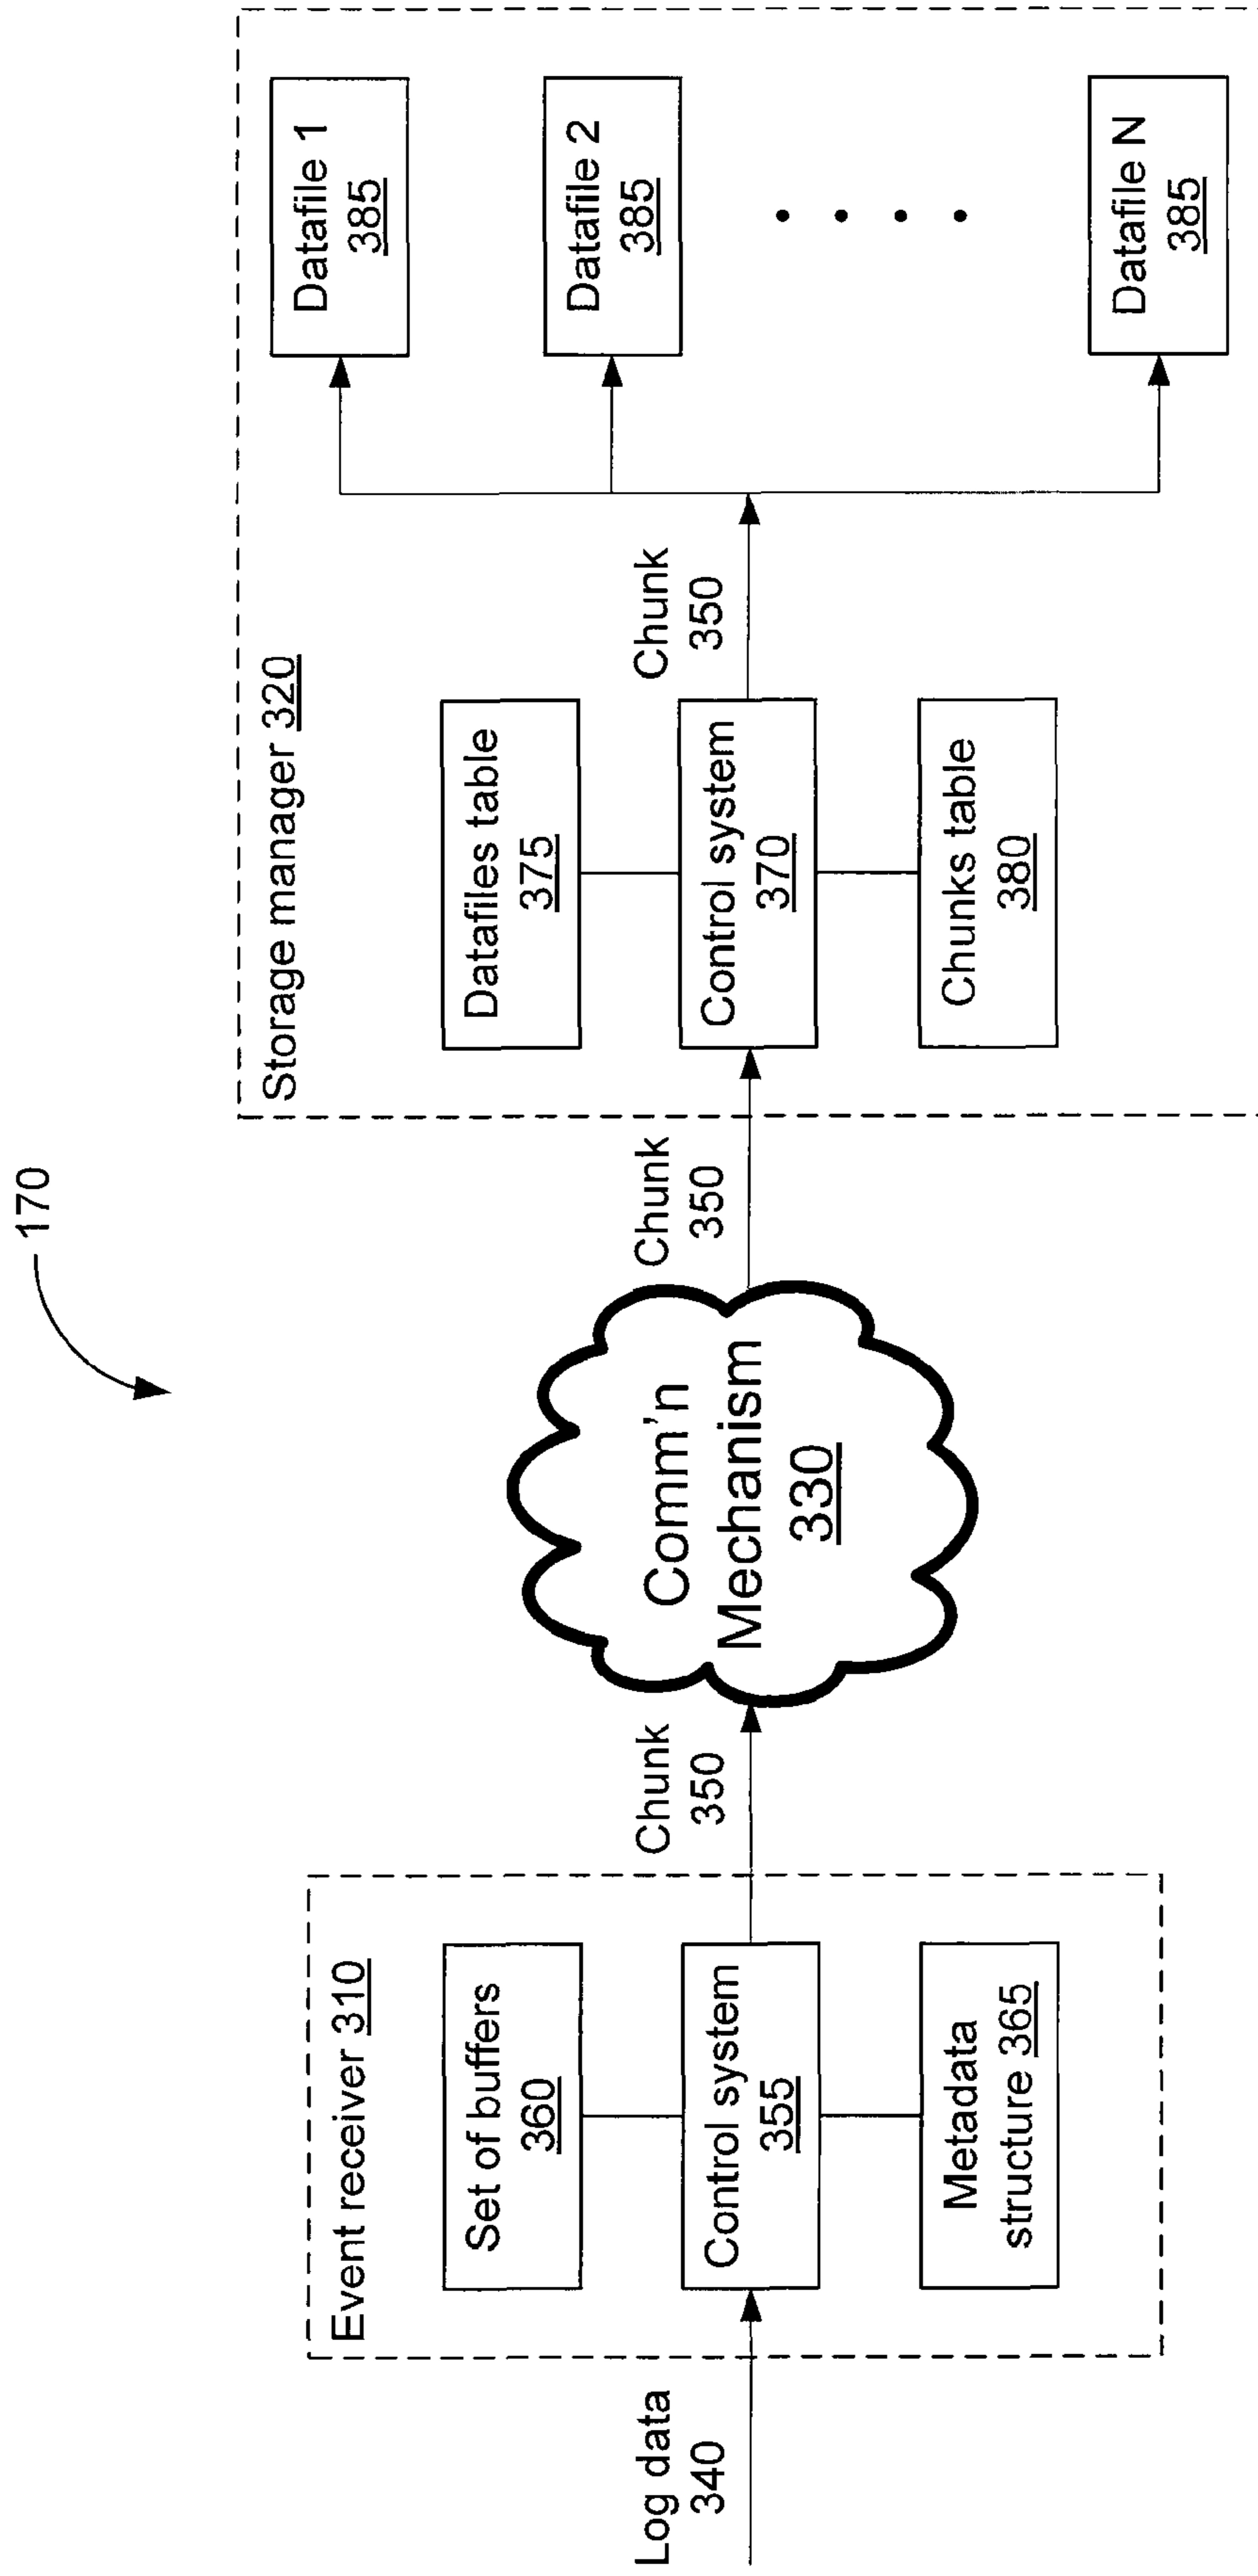 170
Log data
340
Event receiver 310
Set of buffers
360
Control system
355
Metadata
structure 365
Chunk
350
Comm'n
Mechanism
330
Chunk
350
Storage manager 320
Datafiles table
375
Control system
370
Chunks table
380
Chunk
350
Datafile 1
385
Datafile 2
385
Datafile N
385